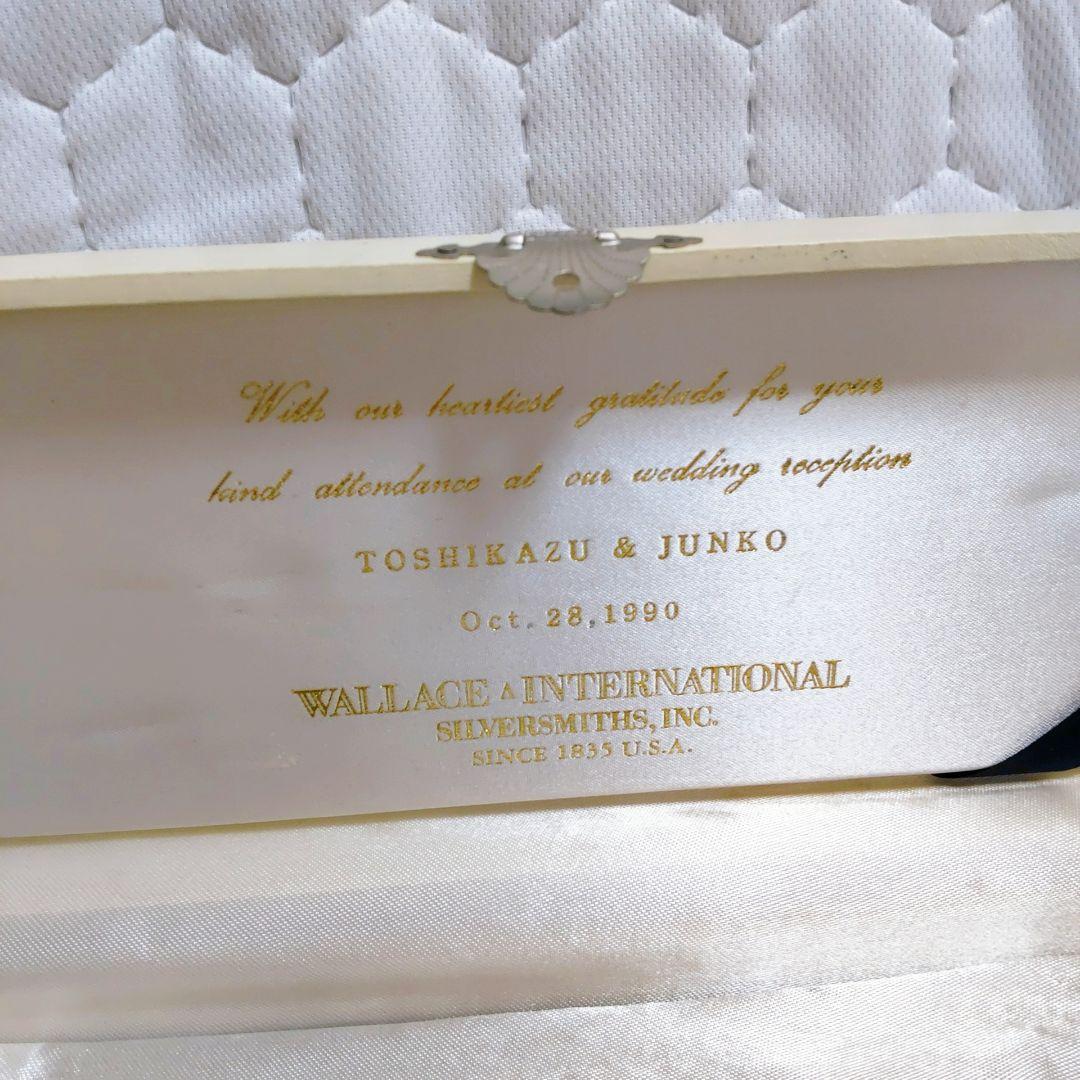 With our heartiest gratitude for your
kind attendance at our wedding reception
TOSHIKAZU & JUNKO
Oct. 28, 1990
WALLACE ▵ INTERNATIONAL
SILVERSMITHS, INC.
SINCE 1835 U.S.A.